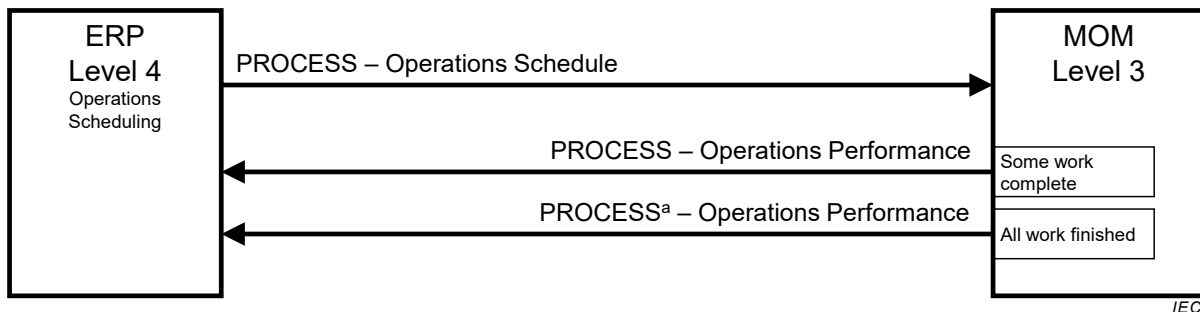 ERP
Level 4
Operations
Scheduling
PROCESS – Operations Schedule
MOM
Level 3
PROCESS – Operations Performance
Some work
complete
PROCESSᵃ – Operations Performance
All work finished
IEC